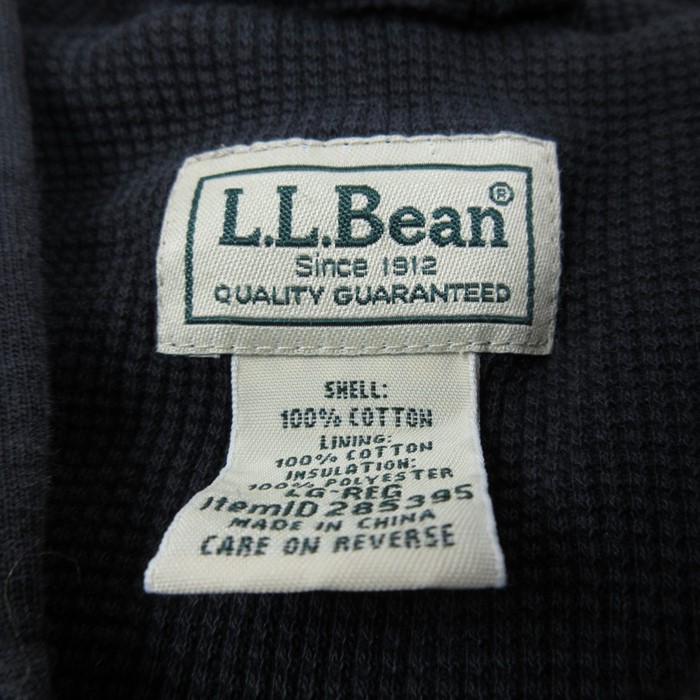 L.L.Bean®
Since 1912
QUALITY GUARANTEED
SHELL:
100% COTTON
LINING:
100% COTTON
INSULATION:
100% POLYESTER
LG-REG
ItemID 285395
MADE IN CHINA
CARE ON REVERSE